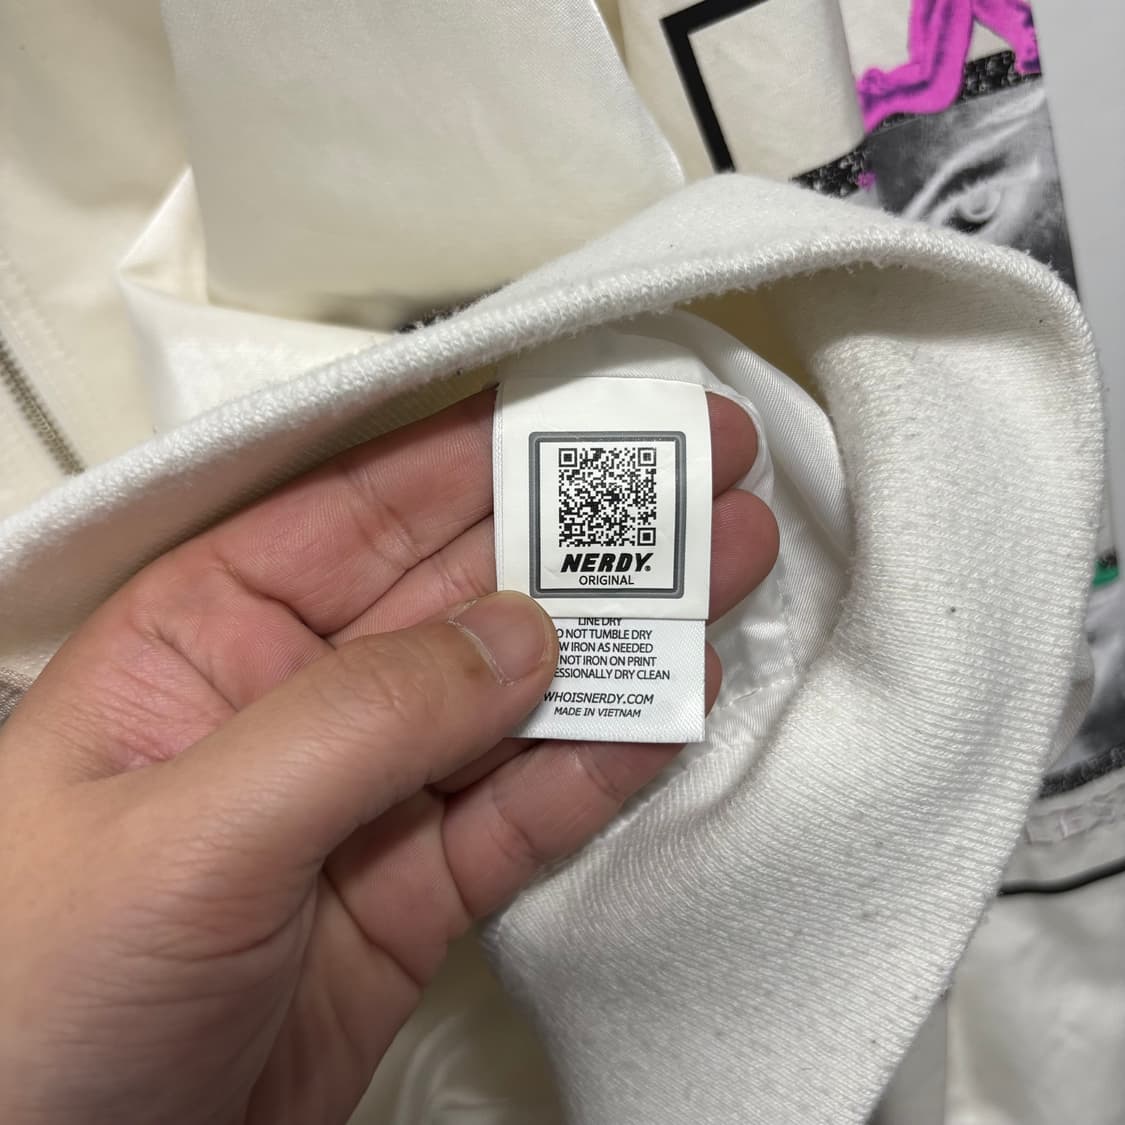 NERDY.
ORIGINAL
LINE DRY
O NOT TUMBLE DRY
W IRON AS NEEDED
NOT IRON ON PRINT
ESSIONALLY DRY CLEAN
WHOISNERDY.COM
MADE IN VIETNAM